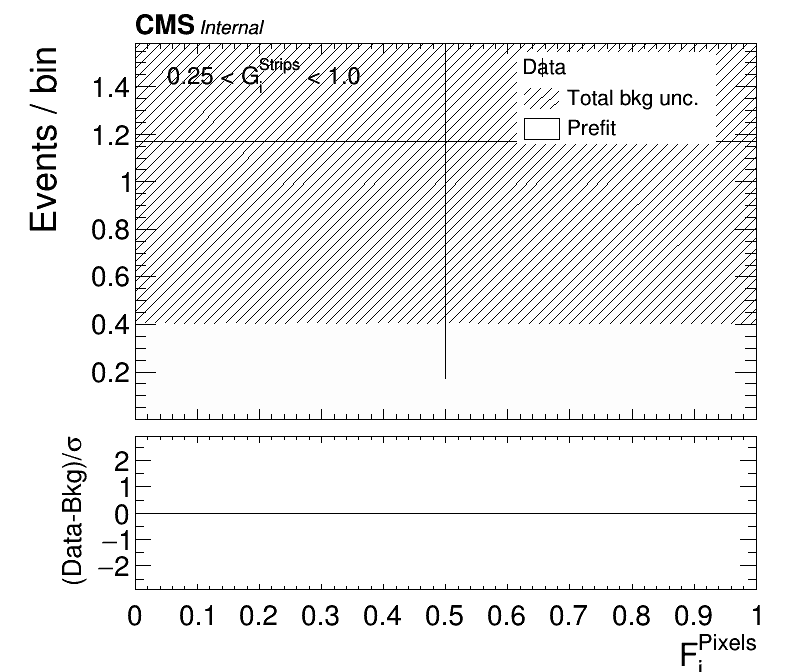 CMS Internal
Events / bin
0.25 < G_i^Strips < 1.0
Data
Total bkg unc.
Prefit
1.4
1.2
1
0.8
0.6
0.4
0.2
(Data-Bkg)/σ
2
1
0
−1
−2
0 0.1 0.2 0.3 0.4 0.5 0.6 0.7 0.8 0.9 1
F_i^Pixels